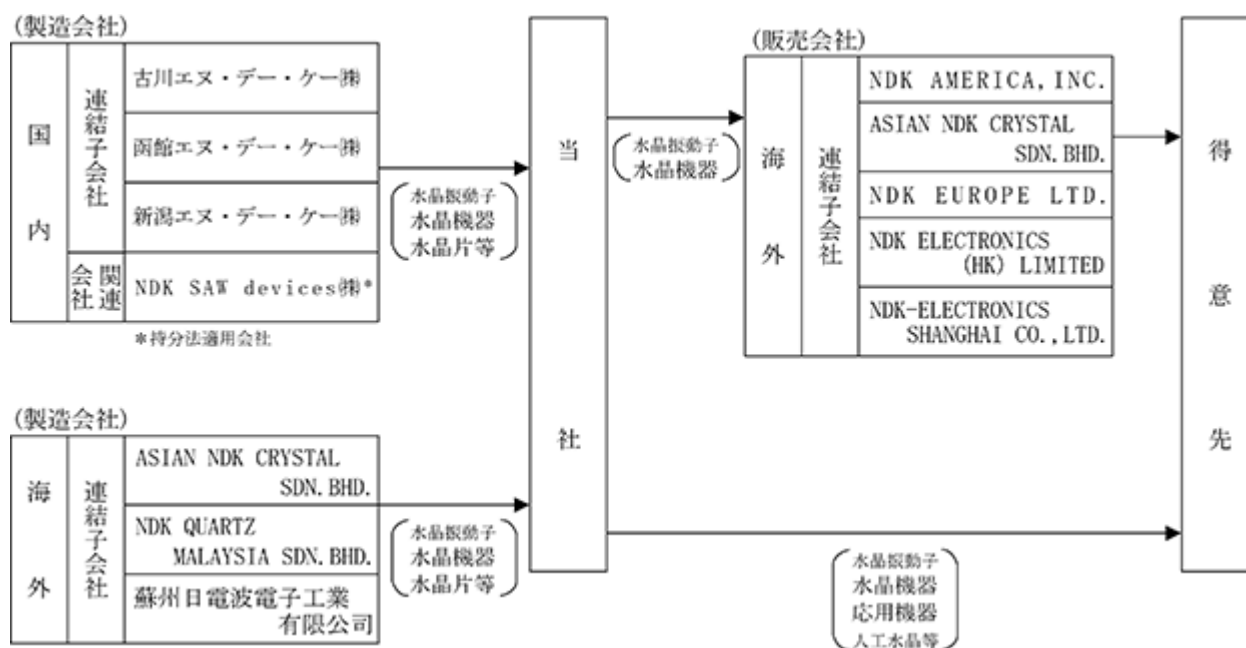 (製造会社)
国内
連結子会社
古川エヌ・デー・ケー㈱
函館エヌ・デー・ケー㈱
新潟エヌ・デー・ケー㈱
関連会社
NDK SAW devices㈱*
*持分法適用会社
水晶振動子
水晶機器
水晶片等
(製造会社)
海外
連結子会社
ASIAN NDK CRYSTAL
SDN.BHD.
NDK QUARTZ
MALAYSIA SDN.BHD.
蘇州日電波電子工業
有限公司
水晶振動子
水晶機器
水晶片等
当社
水晶振動子
水晶機器
(販売会社)
海外
連結子会社
NDK AMERICA,INC.
ASIAN NDK CRYSTAL
SDN.BHD.
NDK EUROPE LTD.
NDK ELECTRONICS
(HK) LIMITED
NDK-ELECTRONICS
SHANGHAI CO.,LTD.
水晶振動子
水晶機器
応用機器
人工水晶等
得意先